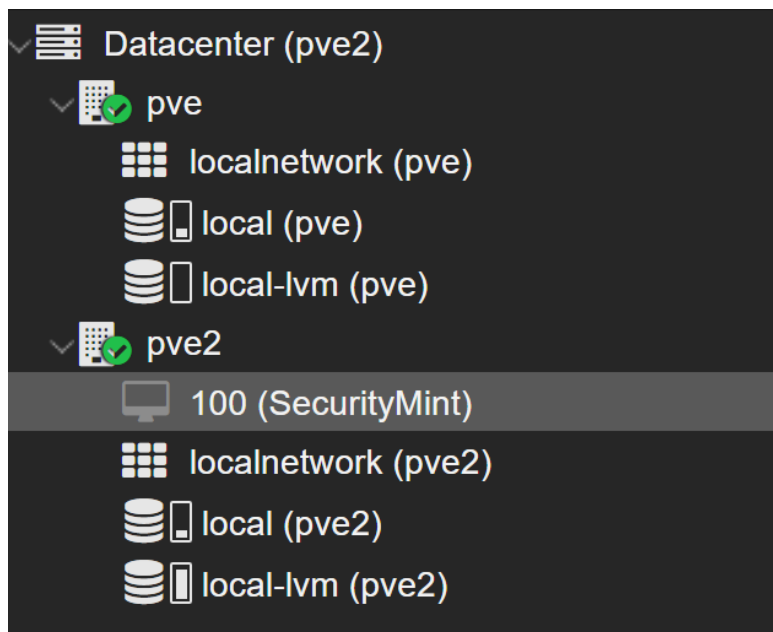 Datacenter (pve2)
pve
localnetwork (pve)
local (pve)
local-lvm (pve)
pve2
100 (SecurityMint)
localnetwork (pve2)
local (pve2)
local-lvm (pve2)